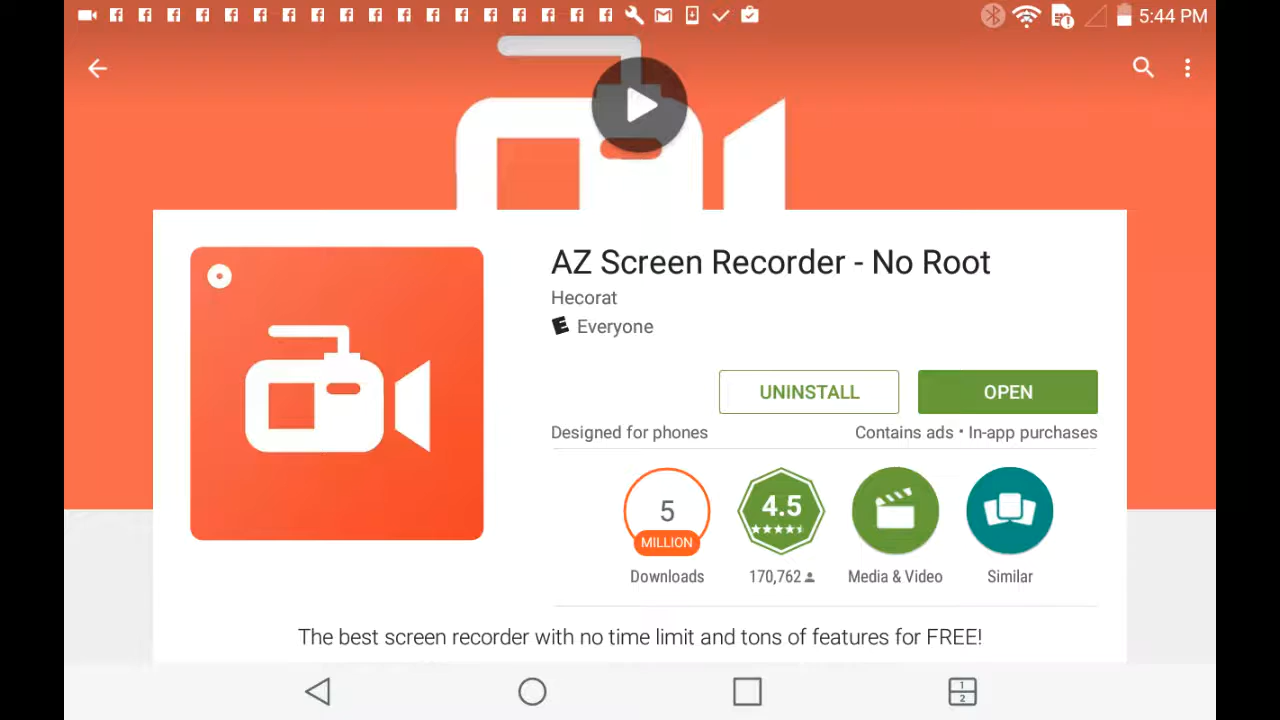 5:44 PM
AZ Screen Recorder - No Root
Hecorat
E Everyone
UNINSTALL
OPEN
Designed for phones
Contains ads • In-app purchases
5
MILLION
4.5
Downloads
170,762
Media & Video
Similar
The best screen recorder with no time limit and tons of features for FREE!
1
2